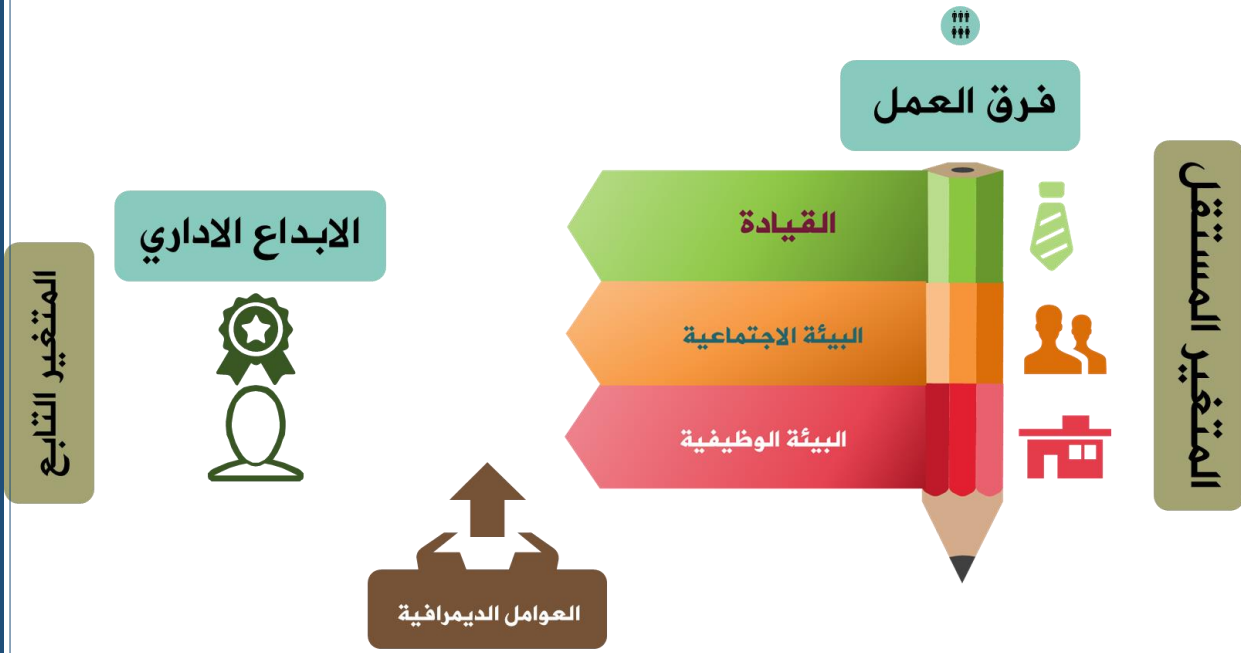 فرق العمل
المتغير المستقل
القيادة
البيئة الاجتماعية
البيئة الوظيفية
الابداع الاداري
المتغير التابع
العوامل الديمرافية